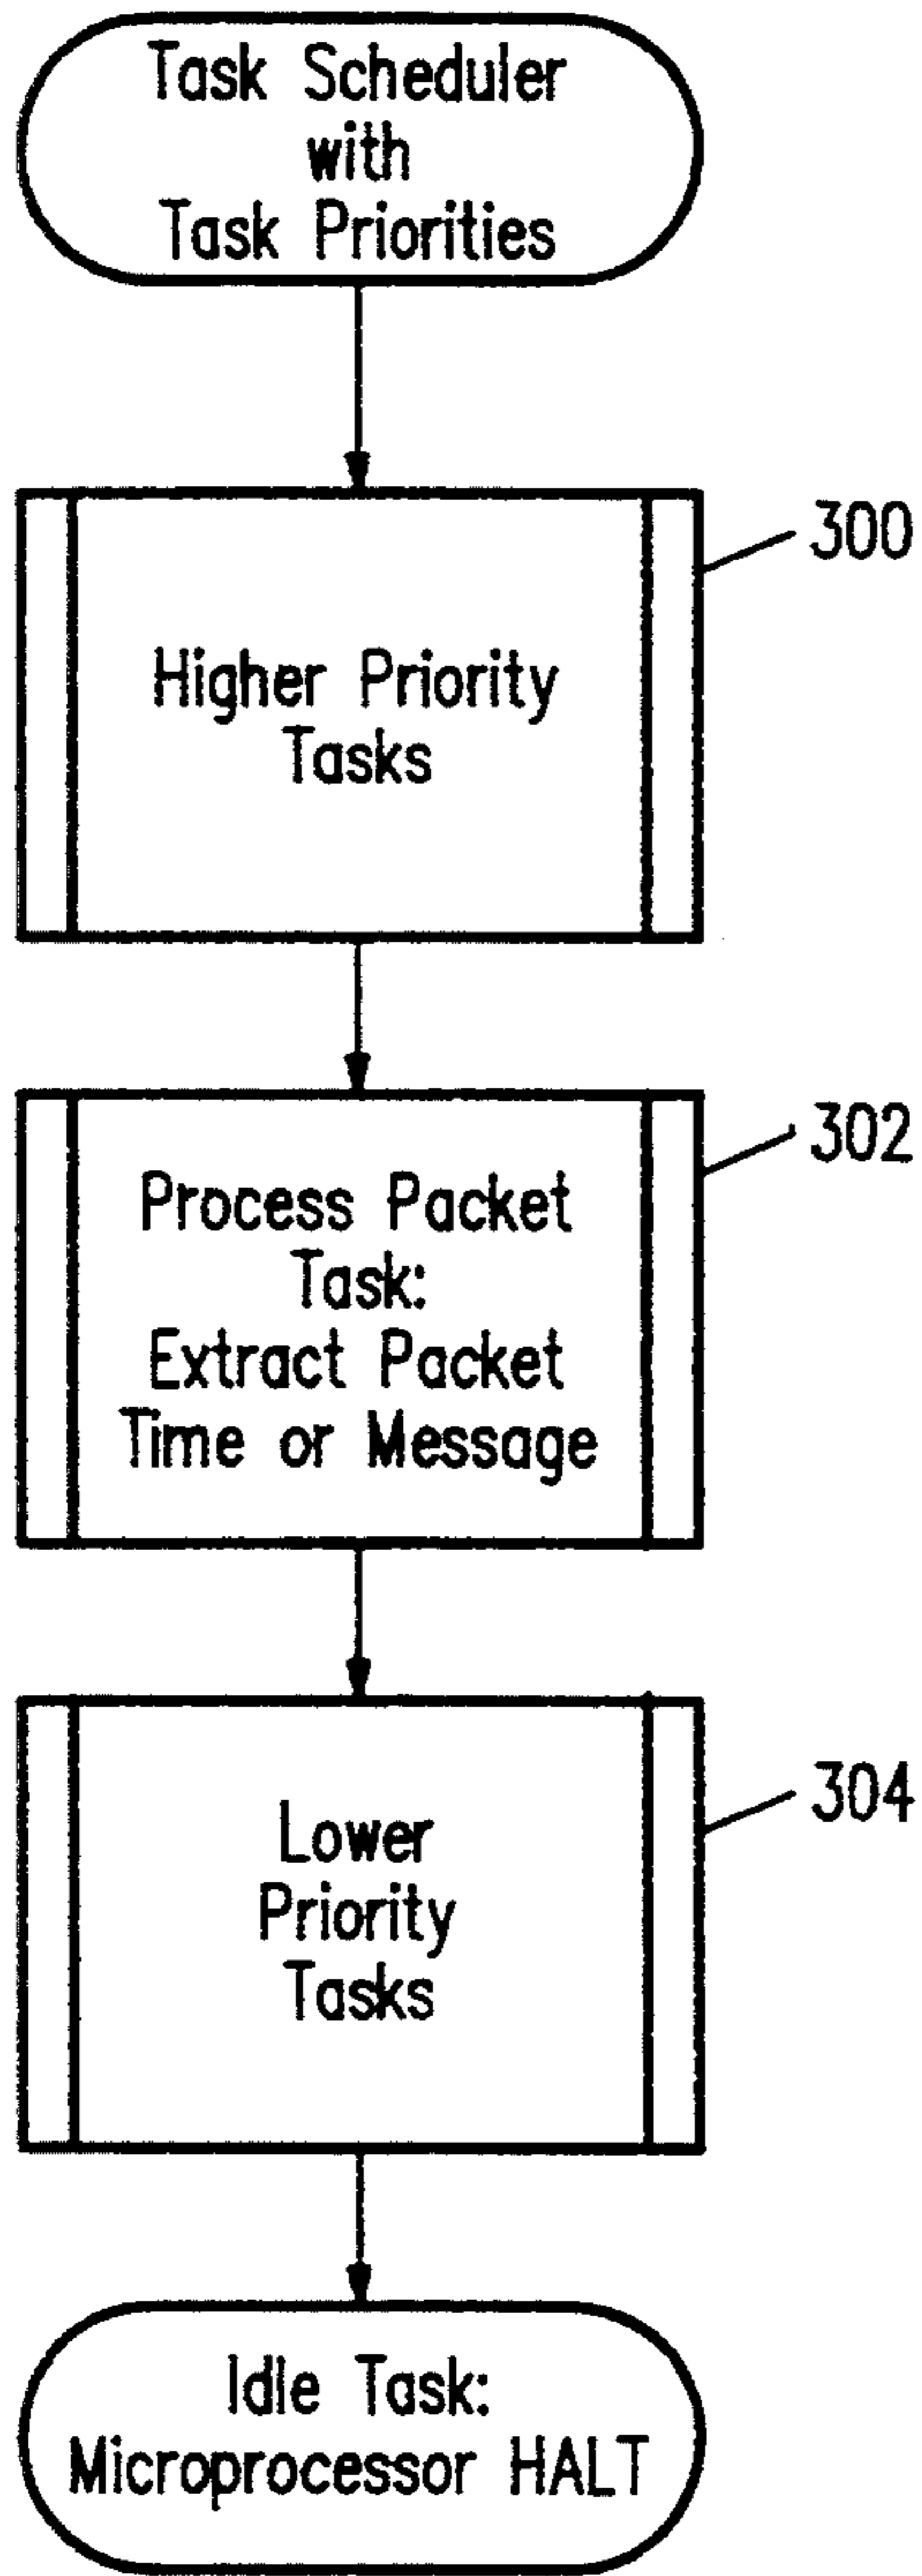 Task Scheduler
with
Task Priorities
300
Higher Priority
Tasks
302
Process Packet
Task:
Extract Packet
Time or Message
304
Lower
Priority
Tasks
Idle Task:
Microprocessor HALT